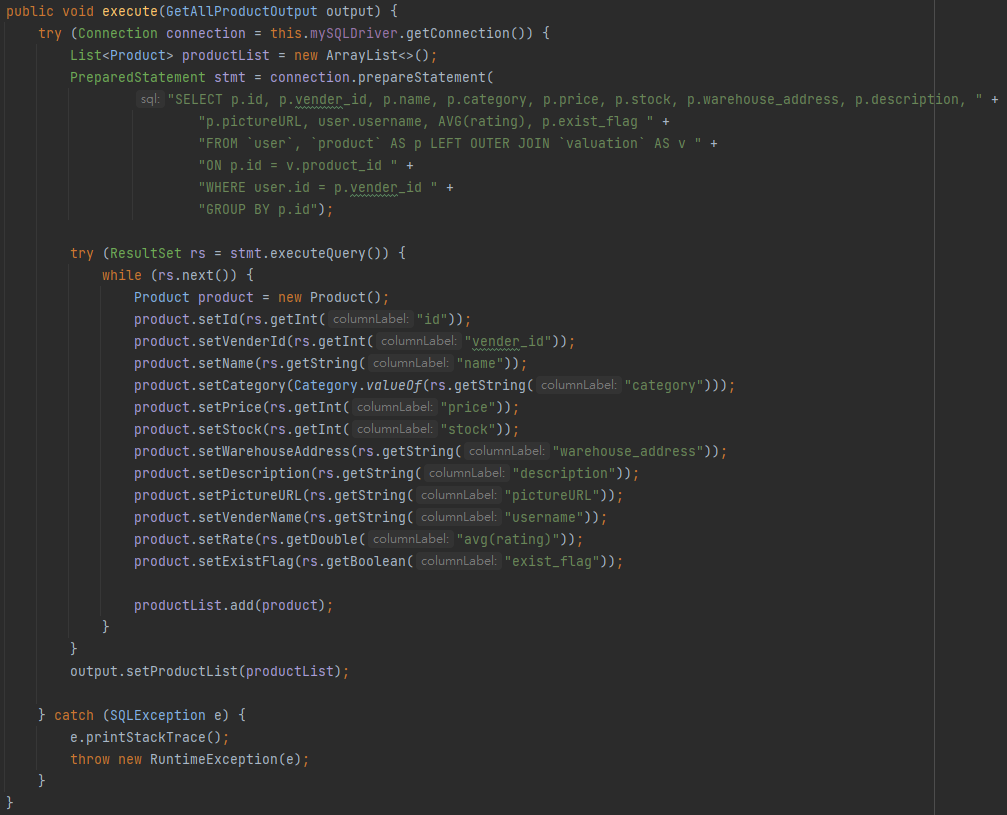 public void execute(GetAllProductOutput output) {
    try (Connection connection = this.mySQLDriver.getConnection()) {
        List<Product> productList = new ArrayList<>();
        PreparedStatement stmt = connection.prepareStatement(
                sql: "SELECT p.id, p.vender_id, p.name, p.category, p.price, p.stock, p.warehouse_address, p.description, " +
                        "p.pictureURL, user.username, AVG(rating), p.exist_flag " +
                        "FROM `user`, `product` AS p LEFT OUTER JOIN `valuation` AS v " +
                        "ON p.id = v.product_id " +
                        "WHERE user.id = p.vender_id " +
                        "GROUP BY p.id");
        try (ResultSet rs = stmt.executeQuery()) {
            while (rs.next()) {
                Product product = new Product();
                product.setId(rs.getInt( columnLabel: "id"));
                product.setVenderId(rs.getInt( columnLabel: "vender_id"));
                product.setName(rs.getString( columnLabel: "name"));
                product.setCategory(Category.valueOf(rs.getString( columnLabel: "category")));
                product.setPrice(rs.getInt( columnLabel: "price"));
                product.setStock(rs.getInt( columnLabel: "stock"));
                product.setWarehouseAddress(rs.getString( columnLabel: "warehouse_address"));
                product.setDescription(rs.getString( columnLabel: "description"));
                product.setPictureURL(rs.getString( columnLabel: "pictureURL"));
                product.setVenderName(rs.getString( columnLabel: "username"));
                product.setRate(rs.getDouble( columnLabel: "avg(rating)"));
                product.setExistFlag(rs.getBoolean( columnLabel: "exist_flag"));
                productList.add(product);
            }
        }
        output.setProductList(productList);
    } catch (SQLException e) {
        e.printStackTrace();
        throw new RuntimeException(e);
    }
}